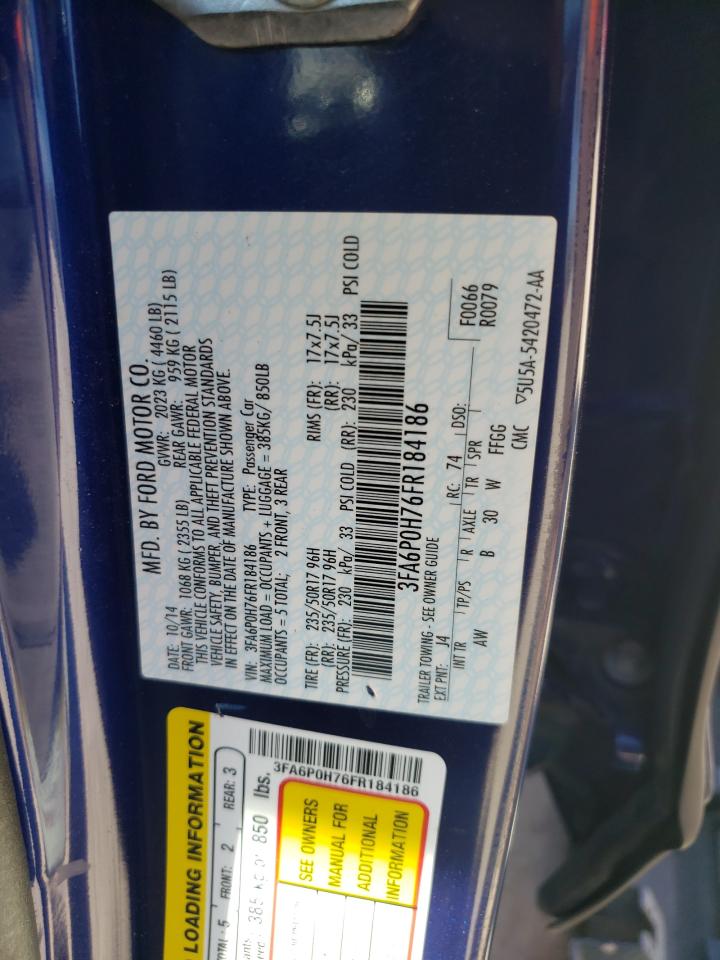 MFD. BY FORD MOTOR CO.
DATE: 10/14 GVWR: 2023 KG ( 4460 LB)
FRONT GAWR: 1068 KG ( 2355 LB) REAR GAWR: 959 KG ( 2115 LB)
THIS VEHICLE CONFORMS TO ALL APPLICABLE FEDERAL MOTOR
VEHICLE SAFETY, BUMPER, AND THEFT PREVENTION STANDARDS
IN EFFECT ON THE DATE OF MANUFACTURE SHOWN ABOVE.
VIN: 3FA6P0H76FR184186 TYPE: Passenger Car
MAXIMUM LOAD = OCCUPANTS + LUGGAGE = 385KG/ 850LB
OCCUPANTS = 5 TOTAL; 2 FRONT, 3 REAR
TIRE (FR): 235/50R17 96H RIMS (FR): 17x7.5J
(RR): 235/50R17 96H (RR): 17x7.5J
PRESSURE (FR): 230 kPa/ 33 PSI COLD (RR): 230 kPa/ 33 PSI COLD
3FA6P0H76FR184186
TRAILER TOWING - SEE OWNER GUIDE
EXT PNT: J4 RC: 74 DSO: F0066
R0079
INT TR TP/PS R AXLE TR SPR
AW B 30 W FFGG
CMC ▽5U5A-5420472-AA
LOADING INFORMATION
TOTAL: 5 FRONT: 2 REAR: 3
385 850 lbs.
3FA6P0H76FR184186
SEE OWNERS
MANUAL FOR
ADDITIONAL
INFORMATION